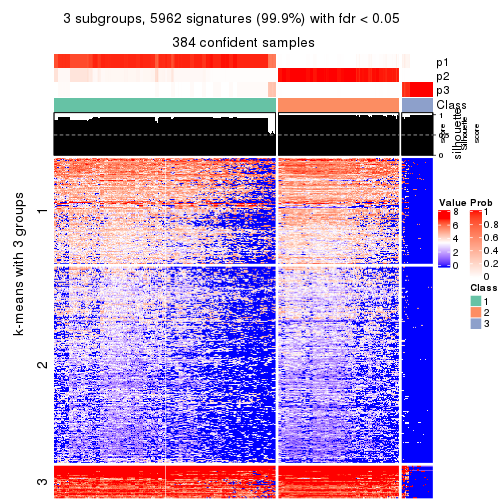 3 subgroups, 5962 signatures (99.9%) with fdr < 0.05
384 confident samples
p1
p2
p3
Class
1
0.5
0
silhouette
score
Silhouette
score
k-means with 3 groups
1
2
3
Value
8
6
4
2
0
Prob
1
0.8
0.6
0.4
0.2
0
Class
1
2
3